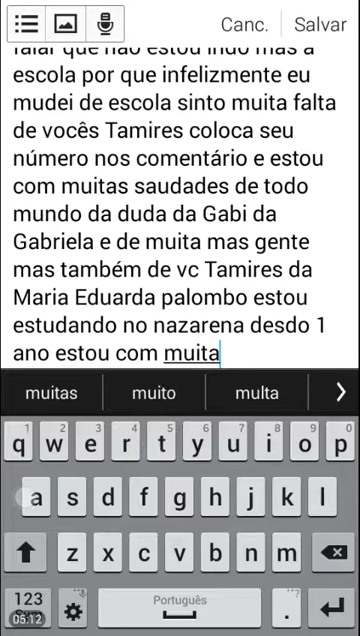 Canc. Salvar
falar que não estou indo mas a
escola por que infelizmente eu
mudei de escola sinto muita falta
de vocês Tamires coloca seu
número nos comentário e estou
com muitas saudades de todo
mundo da duda da Gabi da
Gabriela e de muita mas gente
mas também de vc Tamires da
Maria Eduarda palombo estou
estudando no nazarena desdo 1
ano estou com muita
muitas muito multa
1 2 3 4 5 6 7 8 9 0
q w e r t y u i o p
a s d f g h j k l
z x c v b n m
123 Português .
05:12